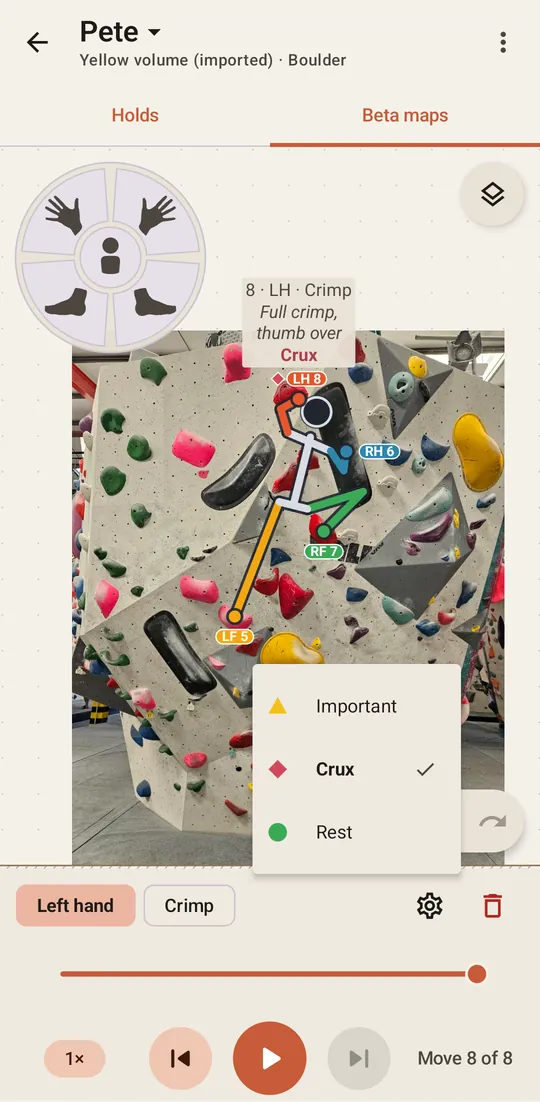 Pete
Yellow volume (imported) · Boulder
Holds
Beta maps
8 · LH · Crimp
Full crimp,
thumb over
Crux
LH 8
RH 6
RF 7
LF 5
Important
Crux
Rest
Left hand
Crimp
1×
Move 8 of 8